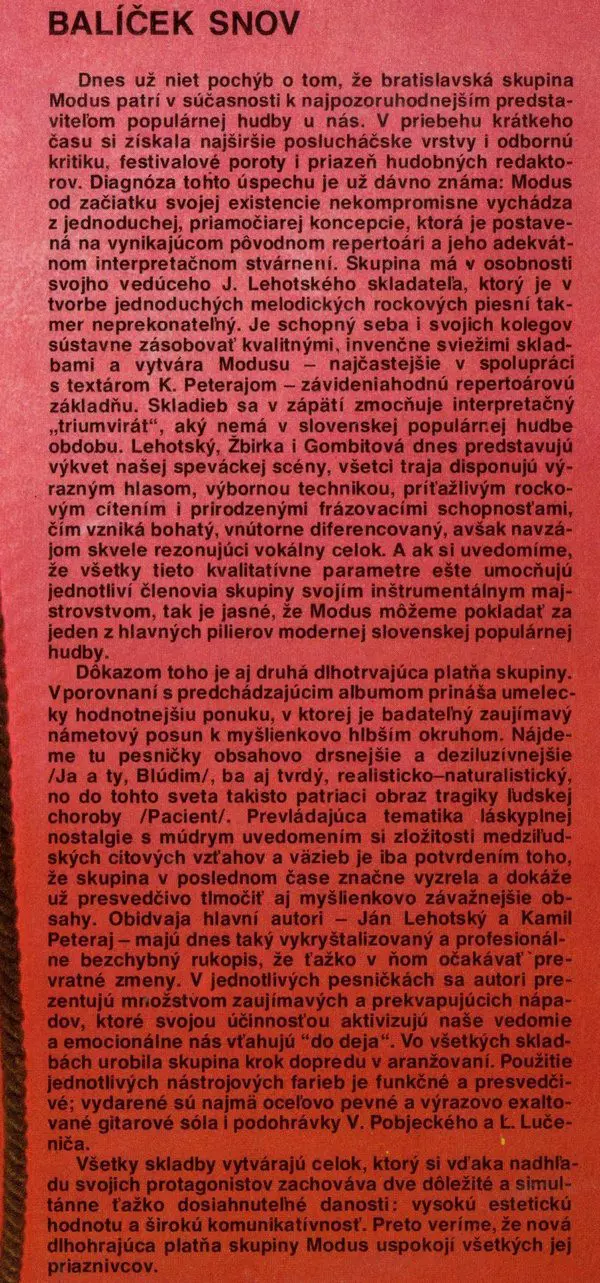 BALÍČEK SNOV
Dnes už niet pochýb o tom, že bratislavská skupina
Modus patrí v súčasnosti k najpozoruhodnejším predsta-
viteľom populárnej hudby u nás. V priebehu krátkeho
času si získala najširšie poslucháčske vrstvy i odbornú
kritiku, festivalové poroty i priazeň hudobných redakto-
rov. Diagnóza tohto úspechu je už dávno známa: Modus
od začiatku svojej existencie nekompromisne vychádza
z jednoduchej, priamočiarej koncepcie, ktorá je postave-
ná na vynikajúcom pôvodnom repertoári a jeho adekvát-
nom interpretačnom stvárnení. Skupina má v osobnosti
svojho vedúceho J. Lehotského skladateľa, ktorý je v
tvorbe jednoduchých melodických rockových piesní tak-
mer neprekonateľný. Je schopný seba i svojich kolegov
sústavne zásobovať kvalitnými, invenčne sviežimi sklad-
bami a vytvára Modusu – najčastejšie v spolupráci
s textárom K. Peterajom – závideniahodnú repertoárovú
základňu. Skladieb sa v zápätí zmocňuje interpretačný
„triumvirát", aký nemá v slovenskej populárnej hudbe
obdobu. Lehotský, Žbirka i Gombitová dnes predstavujú
výkvet našej speváckej scény, všetci traja disponujú vý-
razným hlasom, výbornou technikou, príťažlivým rocko-
vým cítením i prirodzenými frázovacími schopnosťami,
čím vzniká bohatý, vnútorne diferencovaný, avšak navzá-
jom skvele rezonujúci vokálny celok. A ak si uvedomíme,
že všetky tieto kvalitatívne parametre ešte umocňujú
jednotliví členovia skupiny svojím inštrumentálnym maj-
strovstvom, tak je jasné, že Modus môžeme pokladať za
jeden z hlavných pilierov modernej slovenskej populárnej
hudby.
Dôkazom toho je aj druhá dlhotrvajúca platňa skupiny.
V porovnaní s predchádzajúcim albumom prináša umelec-
ky hodnotnejšiu ponuku, v ktorej je badateľný zaujímavý
námetový posun k myšlienkovo hlbším okruhom. Nájde-
me tu pesničky obsahovo drsnejšie a deziluzívnejšie
/Ja a ty, Blúdim/, ba aj tvrdý, realisticko–naturalistický,
no do tohto sveta takisto patriaci obraz tragiky ľudskej
choroby /Pacient/. Prevládajúca tematika láskyplnej
nostalgie s múdrym uvedomením si zložitosti medziľud-
ských citových vzťahov a väzieb je iba potvrdením toho,
že skupina v poslednom čase značne vyzrela a dokáže
už presvedčivo tlmočiť aj myšlienkovo závažnejšie ob-
sahy. Obidvaja hlavní autori – Ján Lehotský a Kamil
Peteraj – majú dnes taký vykryštalizovaný a profesionál-
ne bezchybný rukopis, že ťažko v ňom očakávať pre-
vratné zmeny. V jednotlivých pesničkách sa autori pre-
zentujú množstvom zaujímavých a prekvapujúcich nápa-
dov, ktoré svojou účinnosťou aktivizujú naše vedomie
a emocionálne nás vťahujú "do deja". Vo všetkých sklad-
bách urobila skupina krok dopredu v aranžovaní. Použitie
jednotlivých nástrojových farieb je funkčné a presvedči-
vé; vydarené sú najmä oceľovo pevné a výrazovo exalto-
vané gitarové sóla i podohrávky V. Pobjeckého a Ľ. Luče-
niča.
Všetky skladby vytvárajú celok, ktorý si vďaka nadhľa-
du svojich protagonistov zachováva dve dôležité a simul-
tánne ťažko dosiahnuteľné danosti: vysokú estetickú
hodnotu a širokú komunikatívnosť. Preto veríme, že nová
dlhohrajúca platňa skupiny Modus uspokojí všetkých jej
priaznivcov.